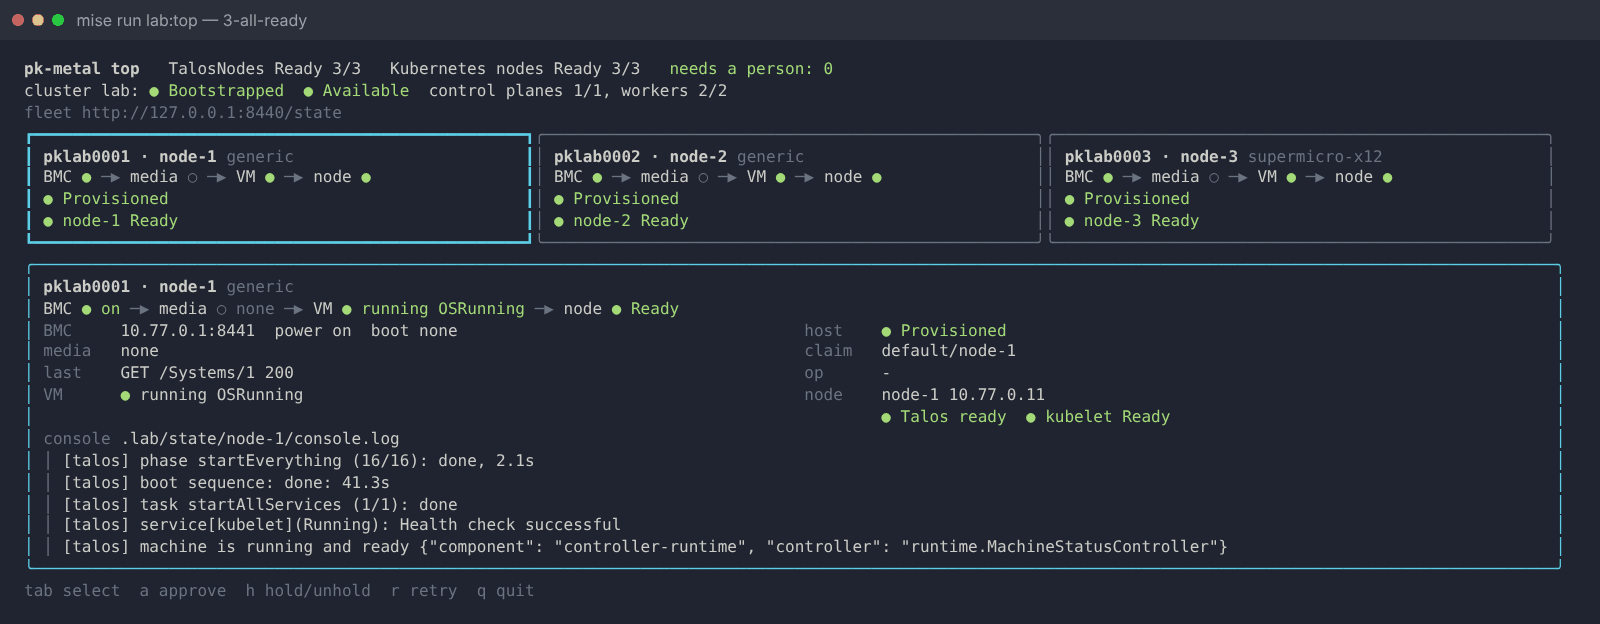 mise run lab:top — 3-all-ready
pk-metal top   TalosNodes Ready 3/3   Kubernetes nodes Ready 3/3   needs a person: 0
cluster lab: ● Bootstrapped  ● Available  control planes 1/1, workers 2/2
fleet http://127.0.0.1:8440/state
pklab0001 · node-1 generic
BMC ● ─▶ media ○ ─▶ VM ● ─▶ node ●
● Provisioned
● node-1 Ready
pklab0002 · node-2 generic
BMC ● ─▶ media ○ ─▶ VM ● ─▶ node ●
● Provisioned
● node-2 Ready
pklab0003 · node-3 supermicro-x12
BMC ● ─▶ media ○ ─▶ VM ● ─▶ node ●
● Provisioned
● node-3 Ready
pklab0001 · node-1 generic
BMC ● on ─▶ media ○ none ─▶ VM ● running OSRunning ─▶ node ● Ready
BMC     10.77.0.1:8441  power on  boot none
media   none
last    GET /Systems/1 200
VM      ● running OSRunning
host    ● Provisioned
claim   default/node-1
op      -
node    node-1 10.77.0.11
● Talos ready  ● kubelet Ready
console .lab/state/node-1/console.log
[talos] phase startEverything (16/16): done, 2.1s
[talos] boot sequence: done: 41.3s
[talos] task startAllServices (1/1): done
[talos] service[kubelet](Running): Health check successful
[talos] machine is running and ready {"component": "controller-runtime", "controller": "runtime.MachineStatusController"}
tab select  a approve  h hold/unhold  r retry  q quit